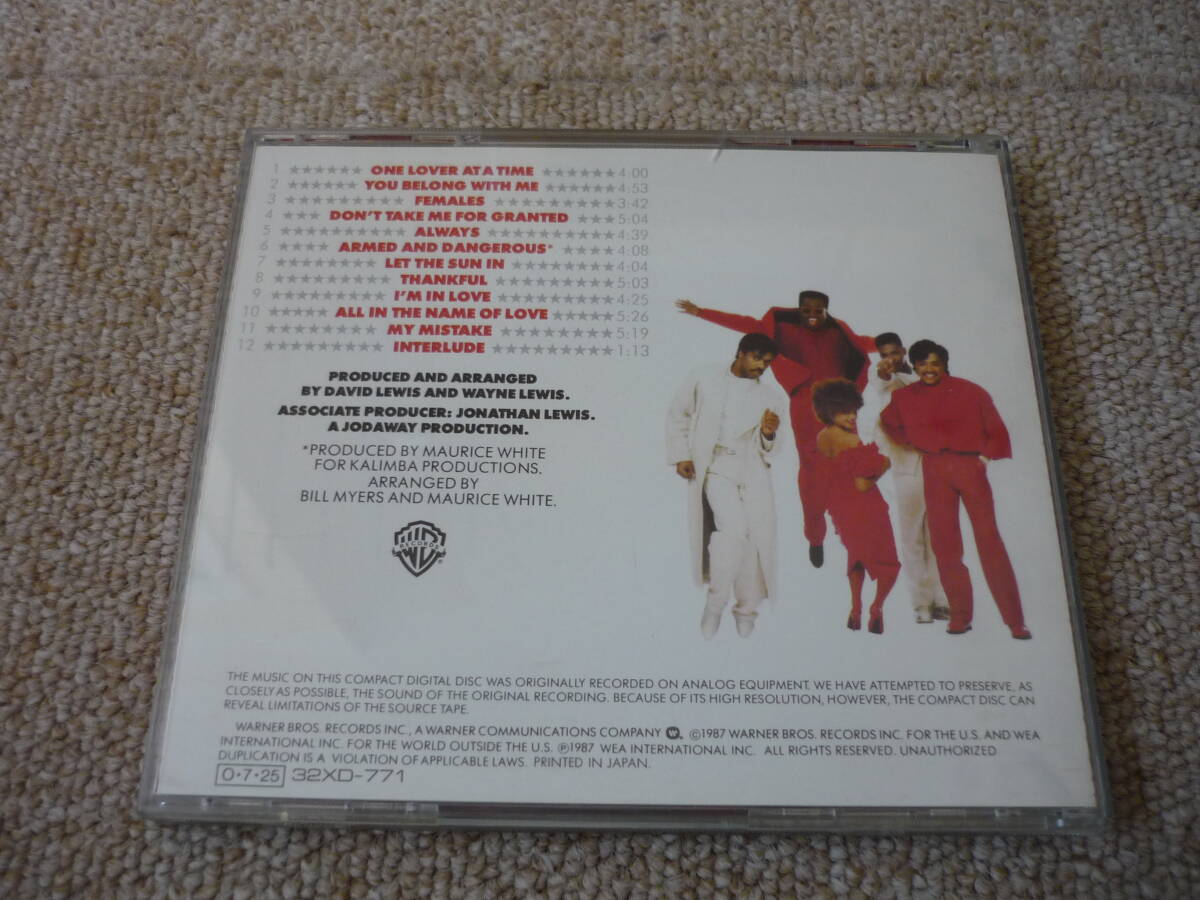 1 ★★★★★★ ONE LOVER AT A TIME ★★★★★★ 4:00
2 ★★★★★★ YOU BELONG WITH ME ★★★★★★ 4:53
3 ★★★★★★★★★★ FEMALES ★★★★★★★★★★ 3:42
4 ★★★ DON'T TAKE ME FOR GRANTED ★★★ 5:04
5 ★★★★★★★★★★ ALWAYS ★★★★★★★★★★ 4:39
6 ★★★★ ARMED AND DANGEROUS* ★★★★ 4:08
7 ★★★★★★★★ LET THE SUN IN ★★★★★★★★ 4:04
8 ★★★★★★★★★ THANKFUL ★★★★★★★★★ 5:03
9 ★★★★★★★★★ I'M IN LOVE ★★★★★★★★★ 4:25
10 ★★★★★ ALL IN THE NAME OF LOVE ★★★★★ 5:26
11 ★★★★★★★★★ MY MISTAKE ★★★★★★★★★ 5:19
12 ★★★★★★★★★ INTERLUDE ★★★★★★★★★ 1:13
PRODUCED AND ARRANGED
BY DAVID LEWIS AND WAYNE LEWIS.
ASSOCIATE PRODUCER: JONATHAN LEWIS.
A JODAWAY PRODUCTION.
*PRODUCED BY MAURICE WHITE
FOR KALIMBA PRODUCTIONS.
ARRANGED BY
BILL MYERS AND MAURICE WHITE.
RECORDS
THE MUSIC ON THIS COMPACT DIGITAL DISC WAS ORIGINALLY RECORDED ON ANALOG EQUIPMENT. WE HAVE ATTEMPTED TO PRESERVE, AS
CLOSELY AS POSSIBLE, THE SOUND OF THE ORIGINAL RECORDING. BECAUSE OF ITS HIGH RESOLUTION, HOWEVER, THE COMPACT DISC CAN
REVEAL LIMITATIONS OF THE SOURCE TAPE.
WARNER BROS. RECORDS INC., A WARNER COMMUNICATIONS COMPANY. ©1987 WARNER BROS. RECORDS INC. FOR THE U.S. AND WEA
INTERNATIONAL INC. FOR THE WORLD OUTSIDE THE U.S. ℗1987 WEA INTERNATIONAL INC. ALL RIGHTS RESERVED. UNAUTHORIZED
DUPLICATION IS A VIOLATION OF APPLICABLE LAWS. PRINTED IN JAPAN.
O•7•25 32XD-771